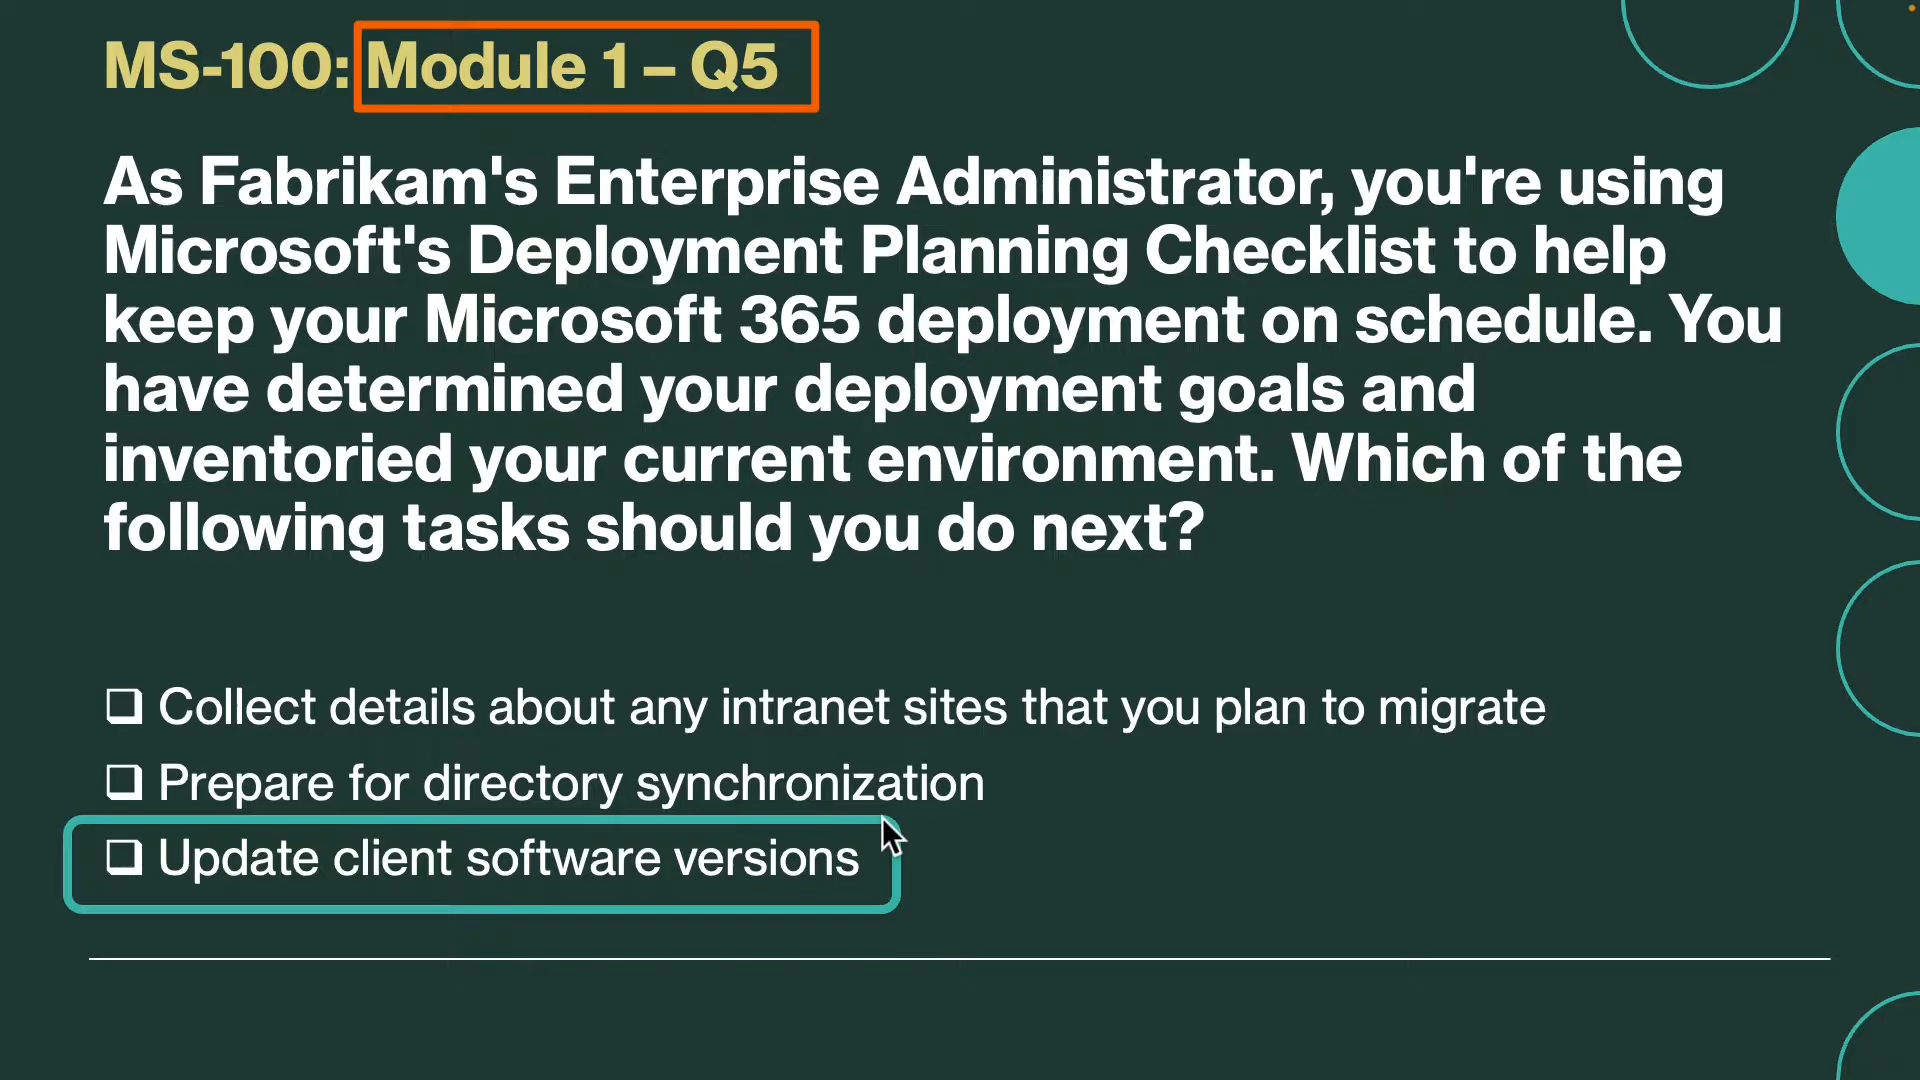 MS-100: Module 1 – Q5
As Fabrikam's Enterprise Administrator, you're using
Microsoft's Deployment Planning Checklist to help
keep your Microsoft 365 deployment on schedule. You
have determined your deployment goals and
inventoried your current environment. Which of the
following tasks should you do next?
❑ Collect details about any intranet sites that you plan to migrate
❑ Prepare for directory synchronization
❑ Update client software versions